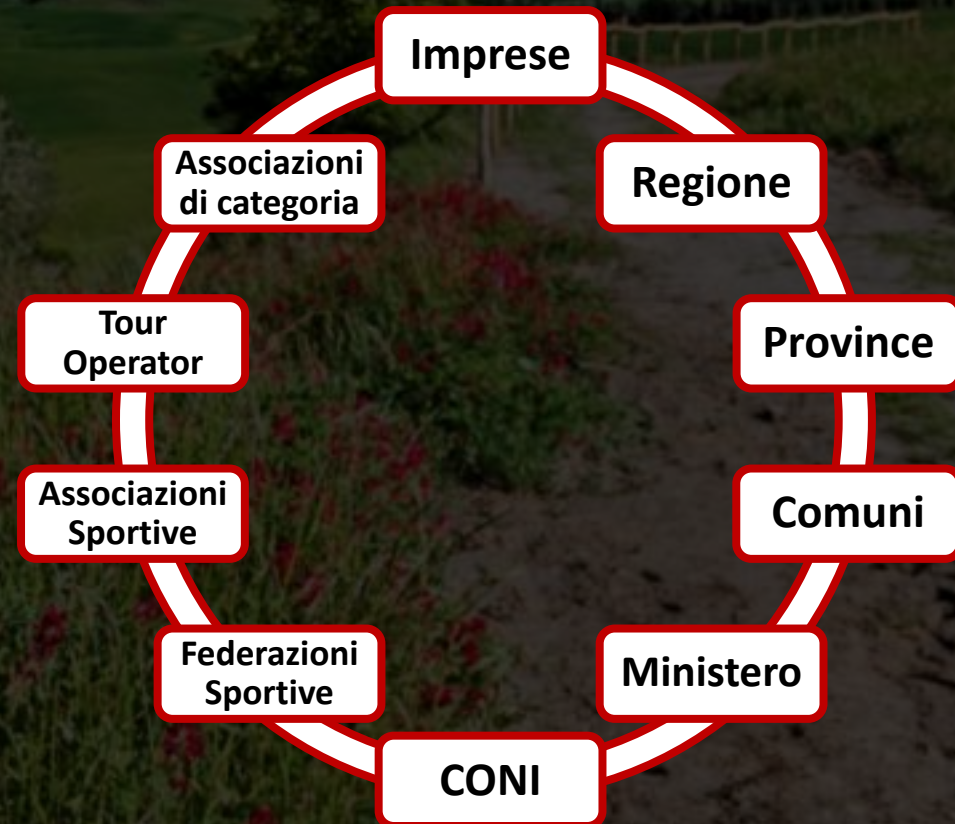 Imprese
Regione
Province
Comuni
Ministero
CONI
Federazioni
Sportive
Associazioni
Sportive
Tour
Operator
Associazioni
di categoria